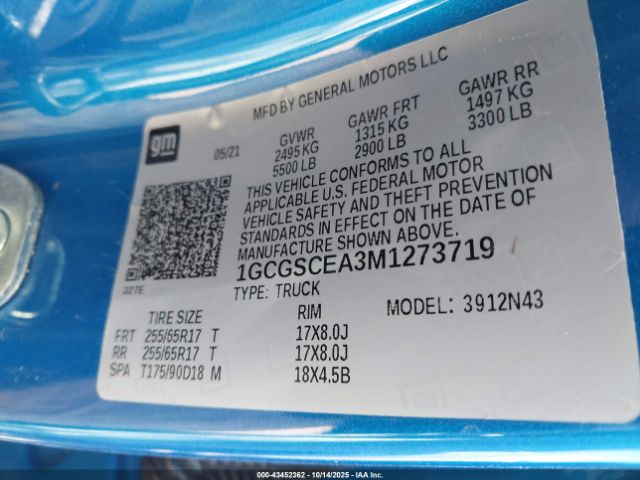 MFD BY GENERAL MOTORS LLC
gm
05/21
GVWR
2495 KG
5500 LB
GAWR FRT
1315 KG
2900 LB
GAWR RR
1497 KG
3300 LB
THIS VEHICLE CONFORMS TO ALL
APPLICABLE U.S. FEDERAL MOTOR
VEHICLE SAFETY AND THEFT PREVENTION
STANDARDS IN EFFECT ON THE DATE OF
MANUFACTURE SHOWN ABOVE.
1GCGSCEA3M1273719
327E
TYPE: TRUCK
MODEL: 3912N43
TIRE SIZE RIM
FRT 255/65R17 T 17X8.0J
RR 255/65R17 T 17X8.0J
SPA T175/90D18 M 18X4.5B
000-43452362 - 10/14/2025 - IAA Inc.